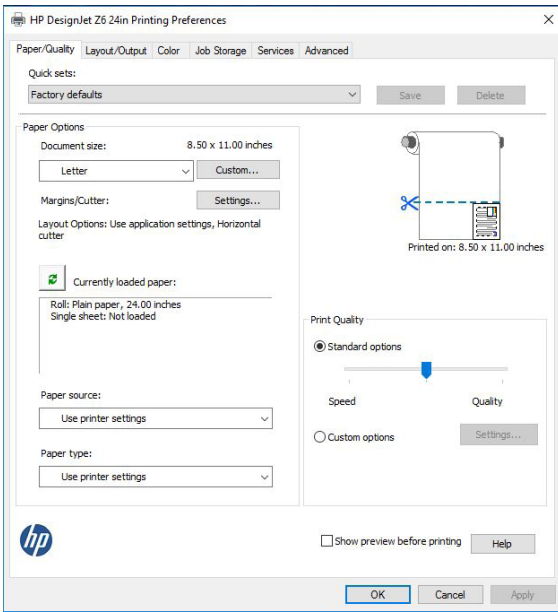 HP DesignJet Z6 24in Printing Preferences
Paper/Quality Layout/Output Color Job Storage Services Advanced
Quick sets:
Factory defaults
Save
Delete
Paper Options
Document size: 8.50 x 11.00 inches
Letter
Custom...
Margins/Cutter:
Settings...
Layout Options: Use application settings, Horizontal
cutter
Currently loaded paper:
Roll: Plain paper, 24.00 inches
Single sheet: Not loaded
Paper source:
Use printer settings
Paper type:
Use printer settings
Printed on: 8.50 x 11.00 inches
Print Quality
Standard options
Speed Quality
Custom options
Settings...
hp
Show preview before printing
Help
OK
Cancel
Apply